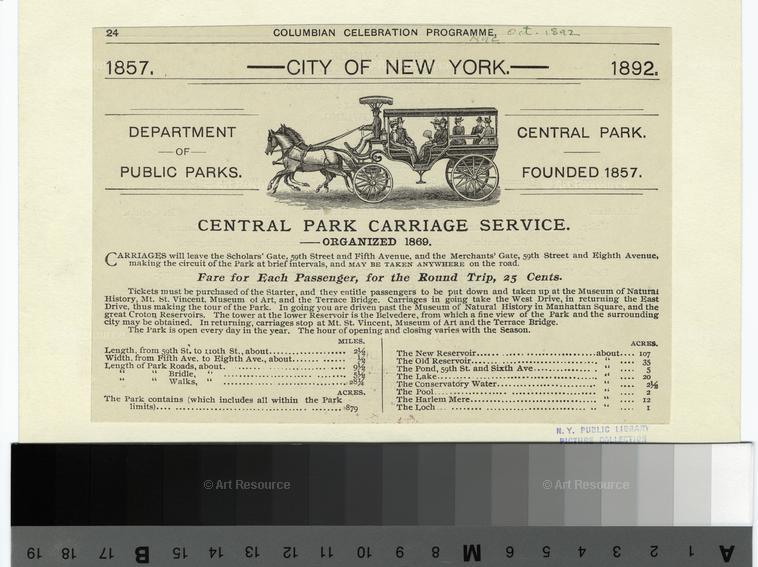 24 COLUMBIAN CELEBRATION PROGRAMME, Oct. 1892
NYC
1857. —CITY OF NEW YORK.— 1892.
DEPARTMENT
—OF—
PUBLIC PARKS.
CENTRAL PARK.
FOUNDED 1857.
CENTRAL PARK CARRIAGE SERVICE.
—ORGANIZED 1869.
CARRIAGES will leave the Scholars' Gate, 59th Street and Fifth Avenue, and the Merchants' Gate, 59th Street and Eighth Avenue,
making the circuit of the Park at brief intervals, and MAY BE TAKEN ANYWHERE on the road.
Fare for Each Passenger, for the Round Trip, 25 Cents.
Tickets must be purchased of the Starter, and they entitle passengers to be put down and taken up at the Museum of Natural
History, Mt. St. Vincent, Museum of Art, and the Terrace Bridge. Carriages in going take the West Drive, in returning the East
Drive, thus making the tour of the Park. In going you are driven past the Museum of Natural History in Manhattan Square, and the
great Croton Reservoirs. The tower at the lower Reservoir is the Belvedere, from which a fine view of the Park and the surrounding
city may be obtained. In returning, carriages stop at Mt. St. Vincent, Museum of Art and the Terrace Bridge.
The Park is open every day in the year. The hour of opening and closing varies with the Season.
MILES.
Length, from 59th St. to 110th St., about 2½
Width, from Fifth Ave. to Eighth Ave., about ½
Length of Park Roads, about 9½
" " Bridle, " 5½
" " Walks, " 28¼
ACRES.
The Park contains (which includes all within the Park
limits) 879
ACRES.
The New Reservoir about 107
The Old Reservoir " 35
The Pond, 59th St. and Sixth Ave " 5
The Lake " 20
The Conservatory Water " 2½
The Pool " 2
The Harlem Mere " 12
The Loch " 1
N.Y. PUBLIC LIBRARY
PICTURE COLLECTION
© Art Resource © Art Resource
19 18 17 B 15 14 13 12 11 10 9 8 M 6 5 4 3 2 1 A